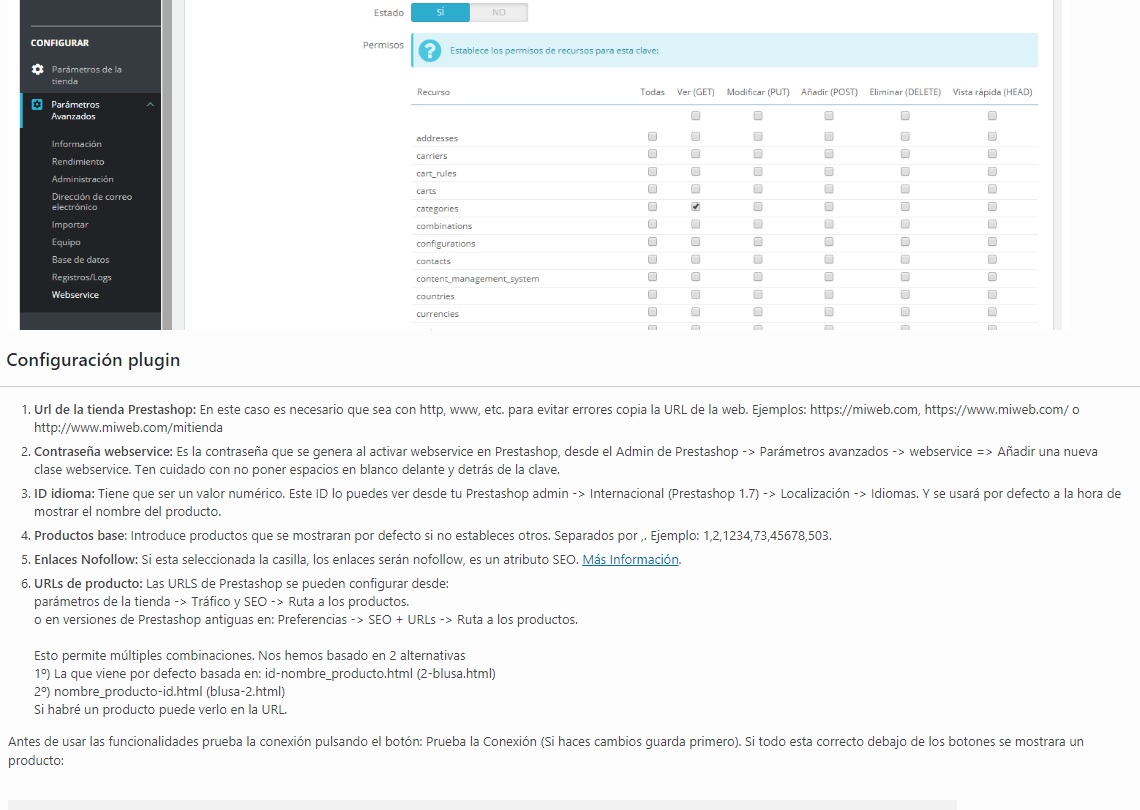 Estado
SÍ
NO
CONFIGURAR
Permisos
Establece los permisos de recursos para esta clave:
Parámetros de la
tienda
Recurso
Todas
Ver (GET)
Modificar (PUT)
Añadir (POST)
Eliminar (DELETE)
Vista rápida (HEAD)
Parámetros
Avanzados
Información
Rendimiento
Administración
Dirección de correo
electrónico
Importar
Equipo
Base de datos
Registros/Logs
Webservice
addresses
carriers
cart_rules
carts
categories
combinations
configurations
contacts
content_management_system
countries
currencies
Configuración plugin
1. Url de la tienda Prestashop: En este caso es necesario que sea con http, www, etc. para evitar errores copia la URL de la web. Ejemplos: https://miweb.com, https://www.miweb.com/ o
http://www.miweb.com/mitienda
2. Contraseña webservice: Es la contraseña que se genera al activar webservice en Prestashop, desde el Admin de Prestashop -> Parámetros avanzados -> webservice => Añadir una nueva
clase webservice. Ten cuidado con no poner espacios en blanco delante y detrás de la clave.
3. ID idioma: Tiene que ser un valor numérico. Este ID lo puedes ver desde tu Prestashop admin -> Internacional (Prestashop 1.7) -> Localización -> Idiomas. Y se usará por defecto a la hora de
mostrar el nombre del producto.
4. Productos base: Introduce productos que se mostraran por defecto si no estableces otros. Separados por ,. Ejemplo: 1,2,1234,73,45678,503.
5. Enlaces Nofollow: Si esta seleccionada la casilla, los enlaces serán nofollow, es un atributo SEO. Más Información.
6. URLs de producto: Las URLS de Prestashop se pueden configurar desde:
parámetros de la tienda -> Tráfico y SEO -> Ruta a los productos.
o en versiones de Prestashop antiguas en: Preferencias -> SEO + URLs -> Ruta a los productos.
Esto permite múltiples combinaciones. Nos hemos basado en 2 alternativas
1º) La que viene por defecto basada en: id-nombre_producto.html (2-blusa.html)
2º) nombre_producto-id.html (blusa-2.html)
Si habré un producto puede verlo en la URL.
Antes de usar las funcionalidades prueba la conexión pulsando el botón: Prueba la Conexión (Si haces cambios guarda primero). Si todo esta correcto debajo de los botones se mostrara un
producto: